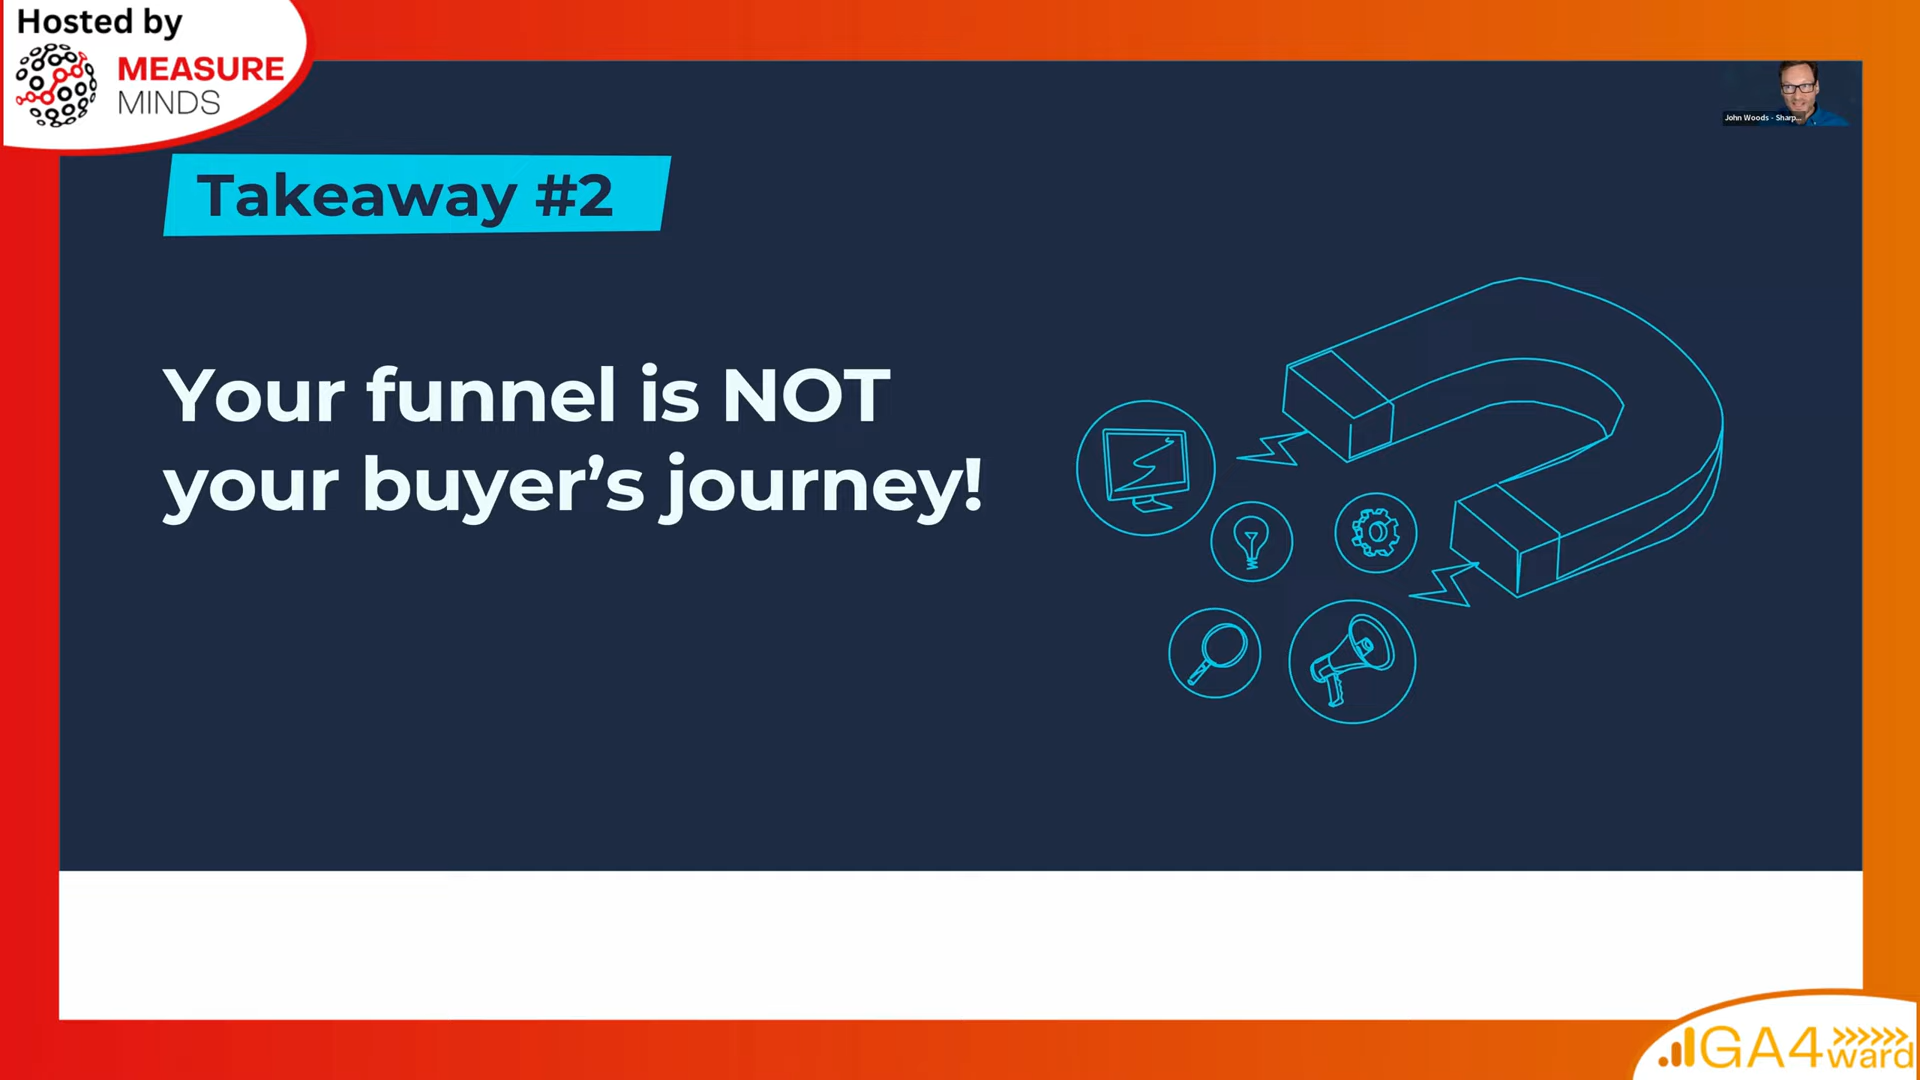 Hosted by
MEASURE
MINDS
John Woods - Sharp...
Takeaway #2
Your funnel is NOT
your buyer’s journey!
GA4ward